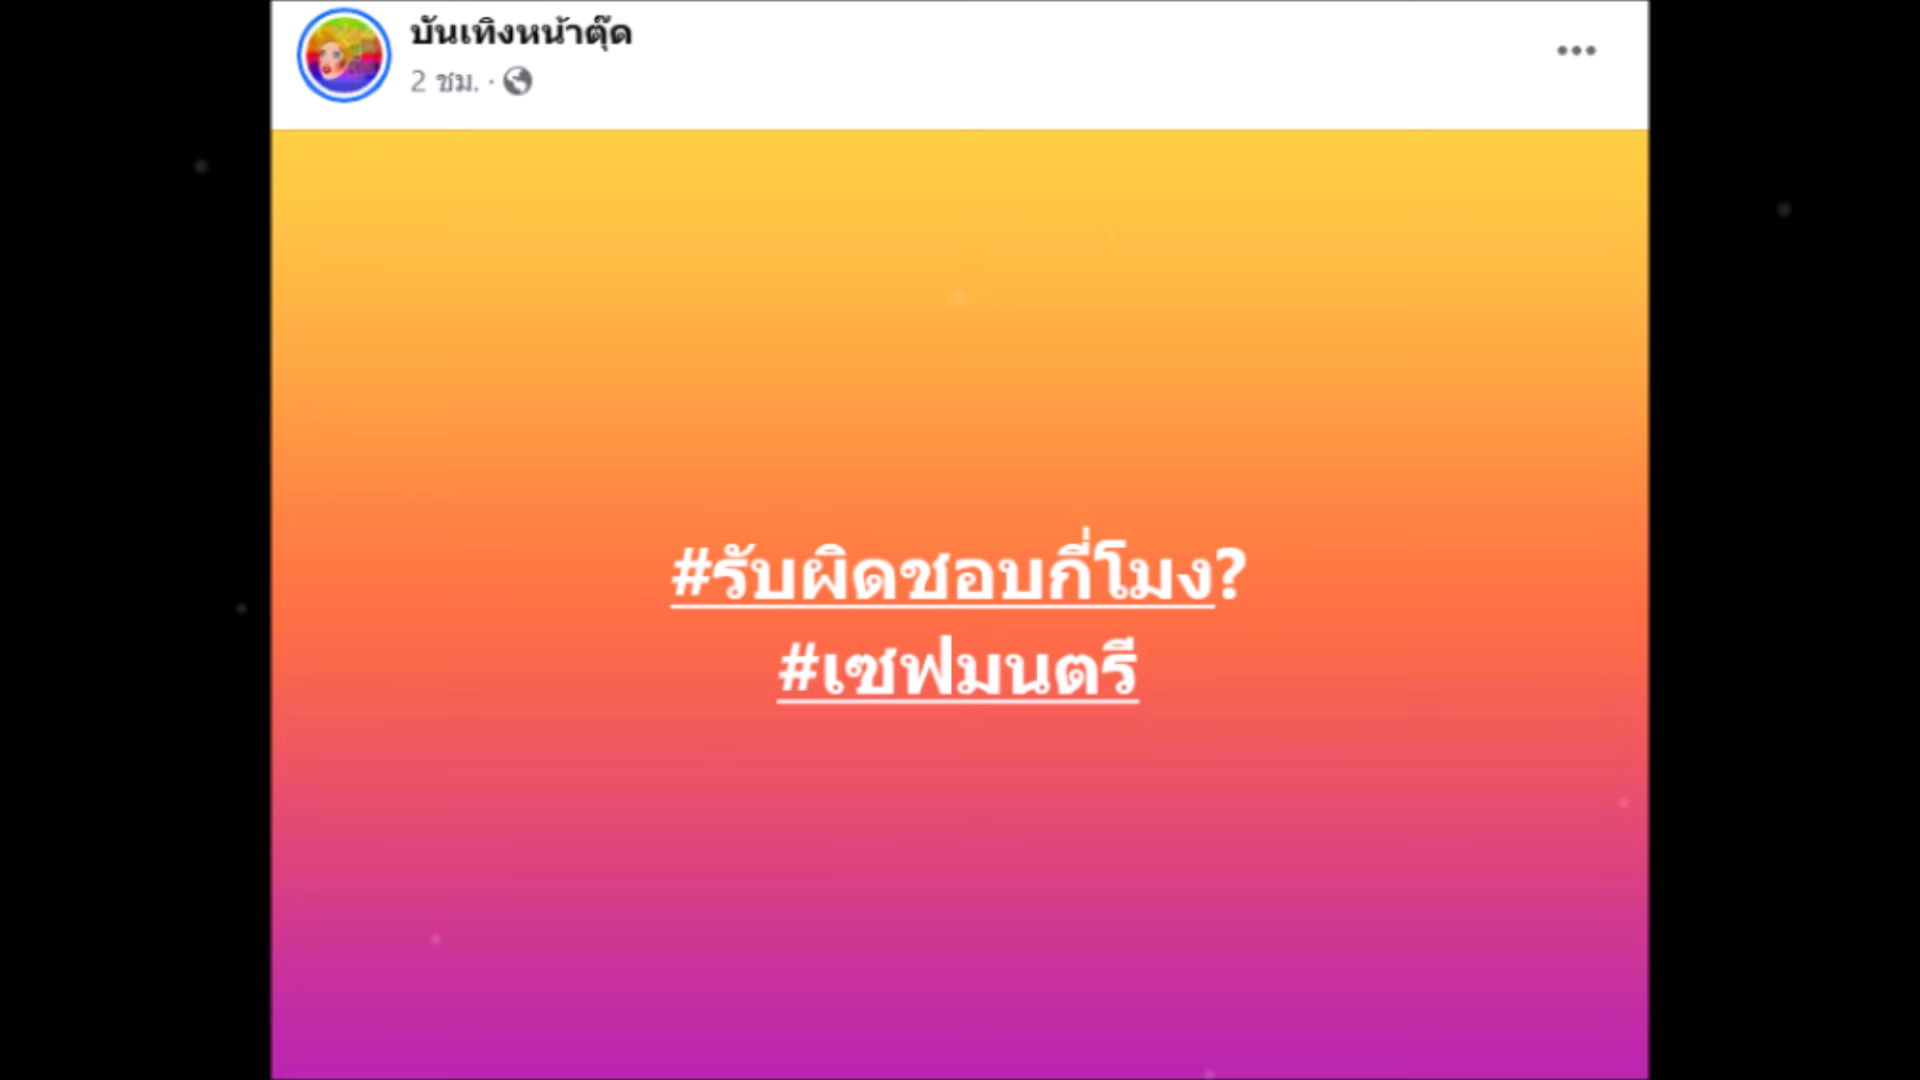 บันเทิงหน้าตุ๊ด
2 ชม. ·
#รับผิดชอบกี่โมง?
#เซฟมนตรี